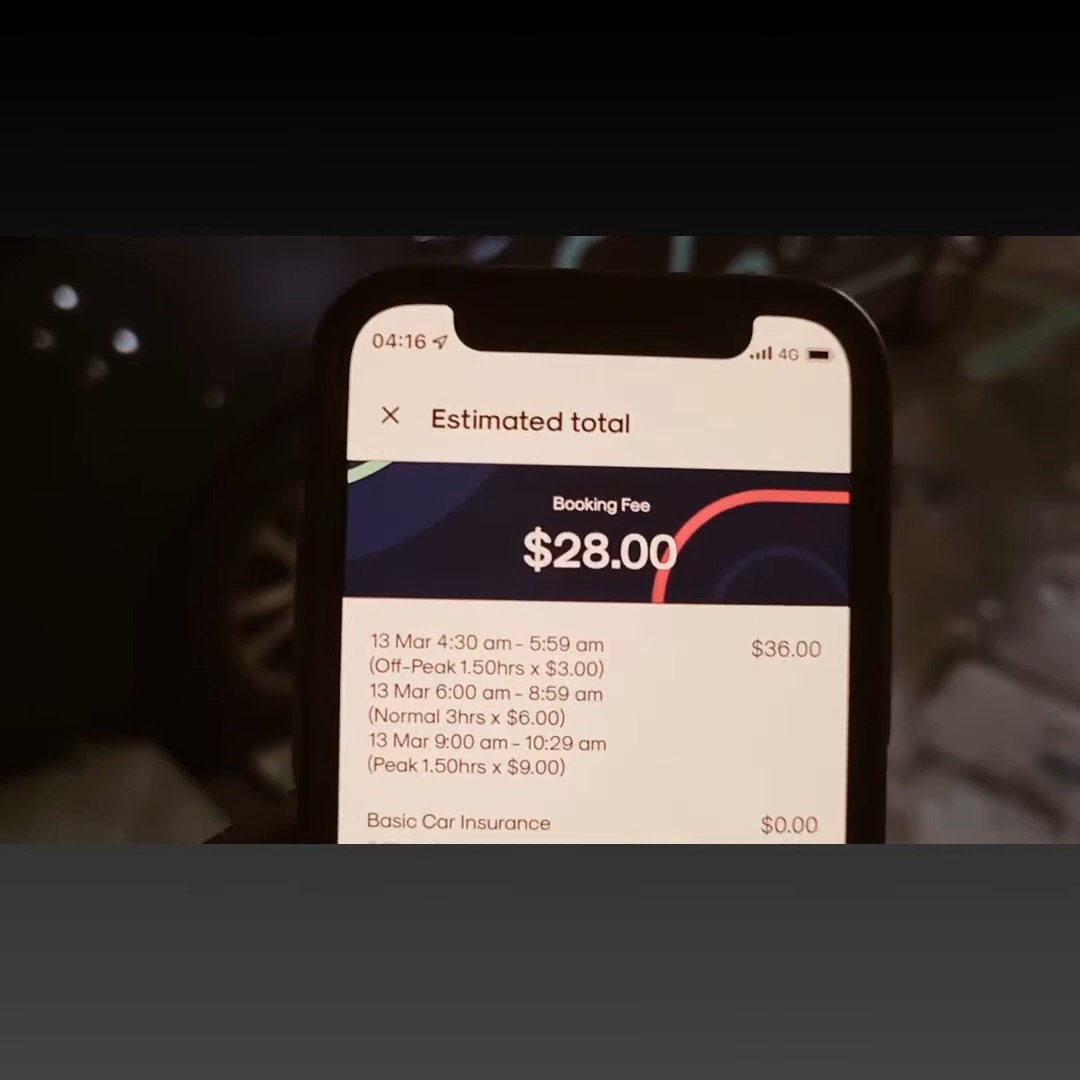 04:16
4G
Estimated total
Booking Fee
$28.00
13 Mar 4:30 am - 5:59 am $36.00
(Off-Peak 1.50hrs x $3.00)
13 Mar 6:00 am - 8:59 am
(Normal 3hrs x $6.00)
13 Mar 9:00 am - 10:29 am
(Peak 1.50hrs x $9.00)
Basic Car Insurance $0.00